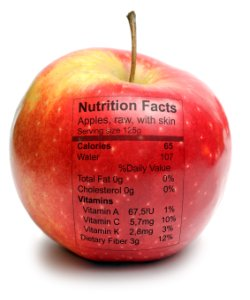 Nutrition Facts
Apples, raw, with skin
Serving size 125g
Calories 65
Water 107
%Daily Value
Total Fat 0g 0%
Cholesterol 0g 0%
Vitamins
Vitamin A 67,5IU 1%
Vitamin C 5,7mg 10%
Vitamin K 2,8mg 3%
Dietary Fiber 3g 12%